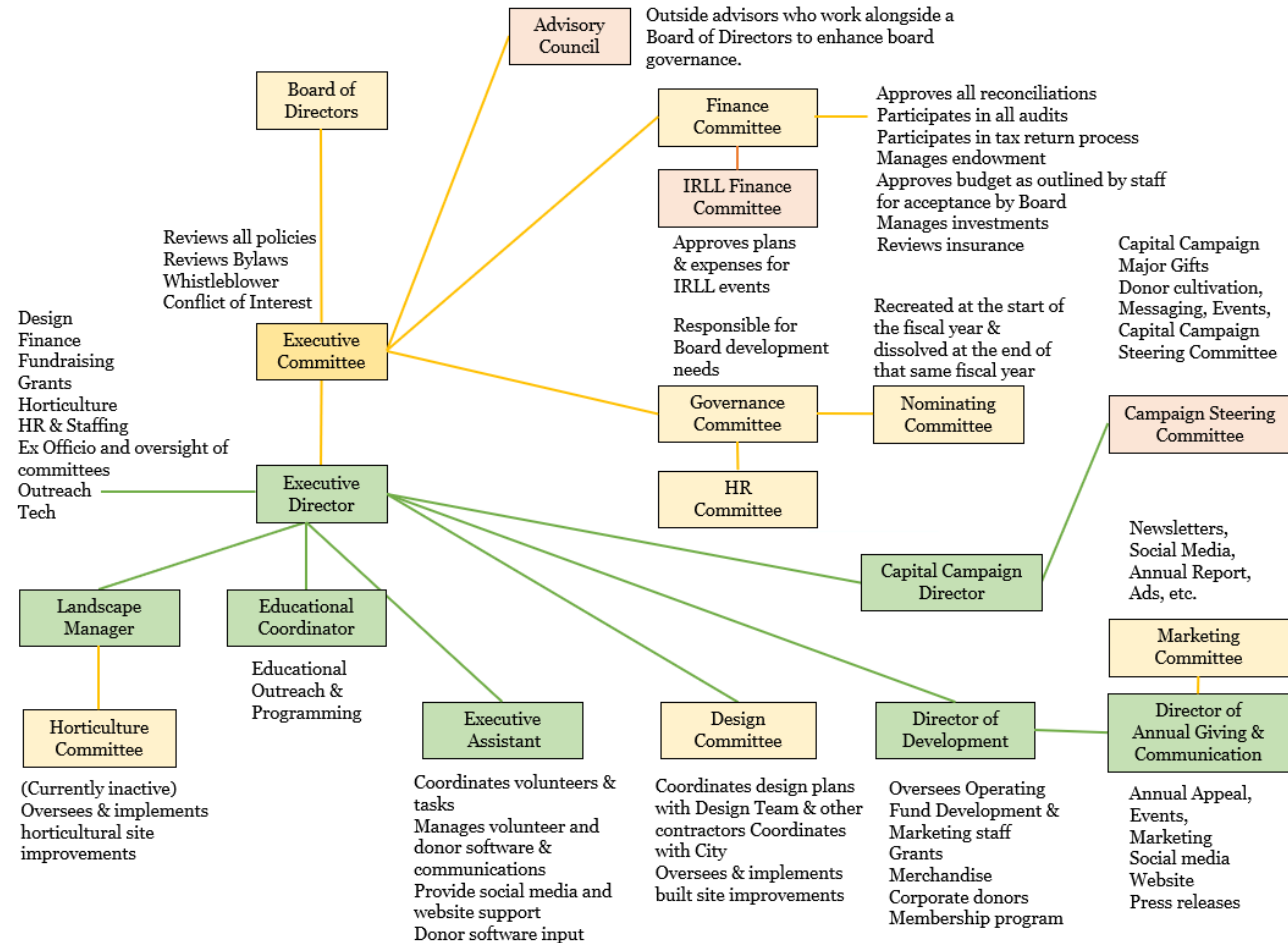 Advisory
Council
Outside advisors who work alongside a
Board of Directors to enhance board
governance.
Board of
Directors
Finance
Committee
Approves all reconciliations
Participates in all audits
Participates in tax return process
Manages endowment
Approves budget as outlined by staff
for acceptance by Board
Manages investments
Reviews insurance
IRLL Finance
Committee
Approves plans
& expenses for
IRLL events
Reviews all policies
Reviews Bylaws
Whistleblower
Conflict of Interest
Capital Campaign
Major Gifts
Donor cultivation,
Messaging, Events,
Capital Campaign
Steering Committee
Design
Finance
Fundraising
Grants
Horticulture
HR & Staffing
Ex Officio and oversight of
committees
Outreach
Tech
Executive
Committee
Responsible for
Board development
needs
Recreated at the start of
the fiscal year &
dissolved at the end of
that same fiscal year
Governance
Committee
Nominating
Committee
Campaign Steering
Committee
Executive
Director
HR
Committee
Newsletters,
Social Media,
Annual Report,
Ads, etc.
Capital Campaign
Director
Landscape
Manager
Educational
Coordinator
Educational
Outreach &
Programming
Marketing
Committee
Horticulture
Committee
(Currently inactive)
Oversees & implements
horticultural site
improvements
Executive
Assistant
Coordinates volunteers &
tasks
Manages volunteer and
donor software &
communications
Provide social media and
website support
Donor software input
Design
Committee
Coordinates design plans
with Design Team & other
contractors Coordinates
with City
Oversees & implements
built site improvements
Director of
Development
Oversees Operating
Fund Development &
Marketing staff
Grants
Merchandise
Corporate donors
Membership program
Director of
Annual Giving &
Communication
Annual Appeal,
Events,
Marketing
Social media
Website
Press releases